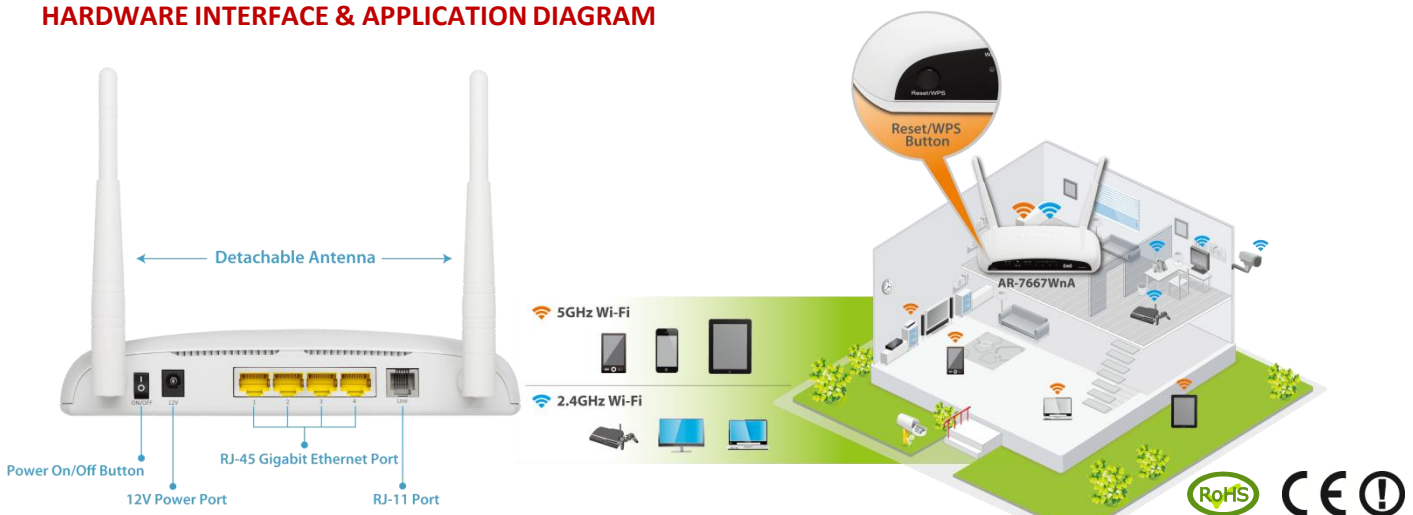 HARDWARE INTERFACE & APPLICATION DIAGRAM
Reset/WPS
Reset/WPS
Button
Detachable Antenna
AR-7667WnA
5GHz Wi-Fi
2.4GHz Wi-Fi
ON/OFF
12V
1
2
3
4
Line
Power On/Off Button
RJ-45 Gigabit Ethernet Port
12V Power Port
RJ-11 Port
RoHS
CE